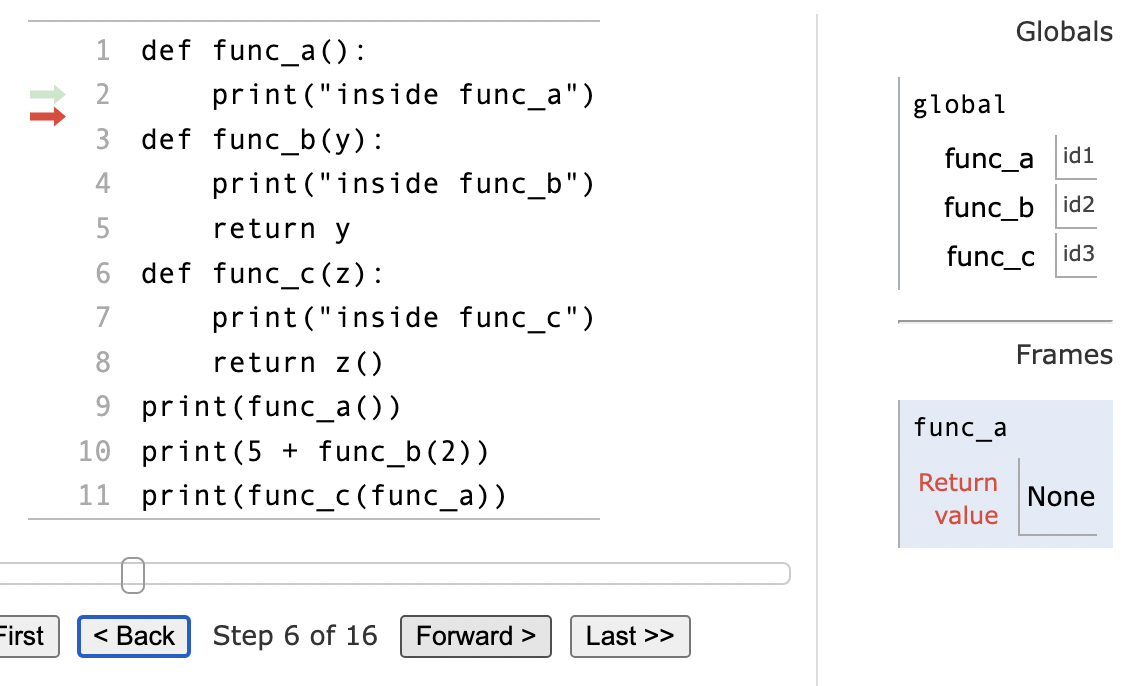 1 def func_a():
2     print("inside func_a")
3 def func_b(y):
4     print("inside func_b")
5     return y
6 def func_c(z):
7     print("inside func_c")
8     return z()
9 print(func_a())
10 print(5 + func_b(2))
11 print(func_c(func_a))
First
< Back
Step 6 of 16
Forward >
Last >>
Globals
global
func_a id1
func_b id2
func_c id3
Frames
func_a
Return
value
None